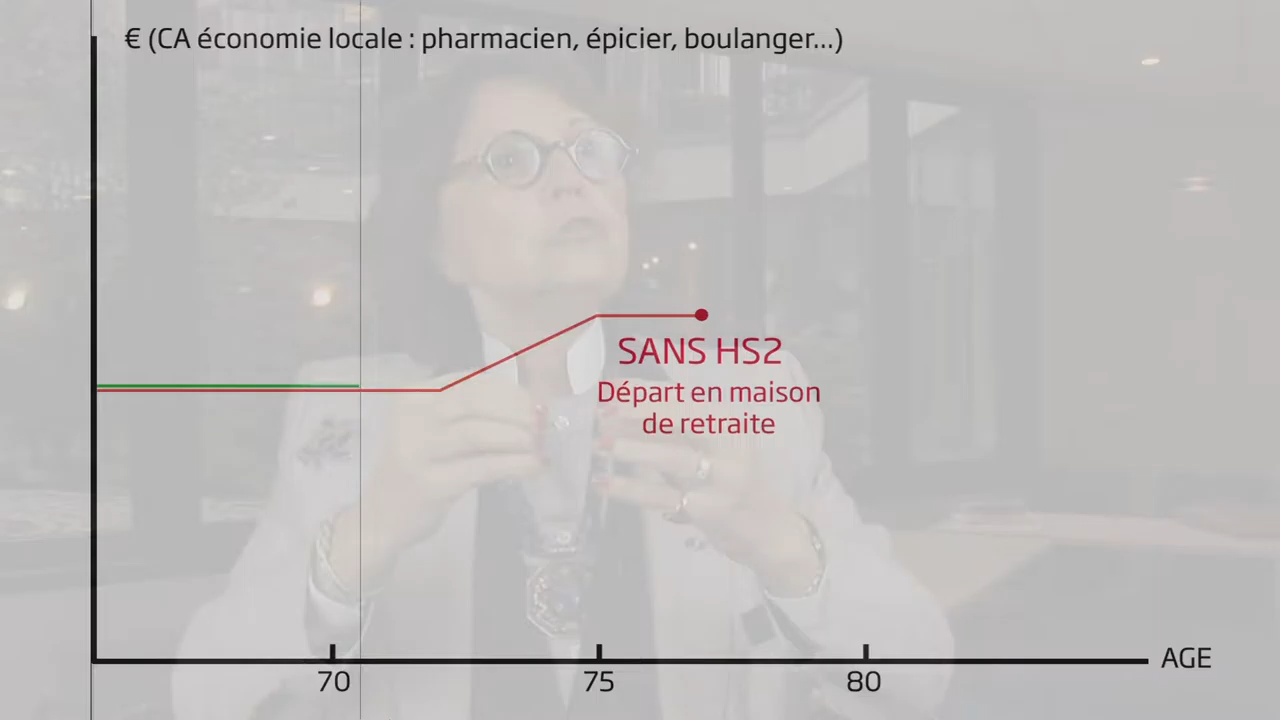 € (CA économie locale : pharmacien, épicier, boulanger...)
SANS HS2
Départ en maison
de retraite
AGE
70
75
80